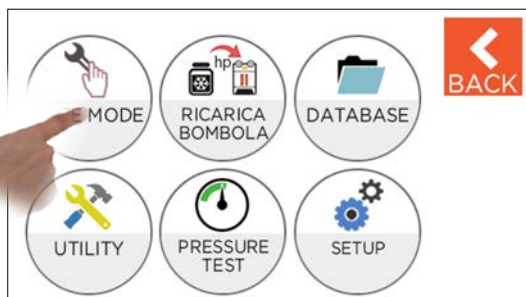 hp
MODE
RICARICA
BOMBOLA
DATABASE
BACK
UTILITY
PRESSURE
TEST
SETUP